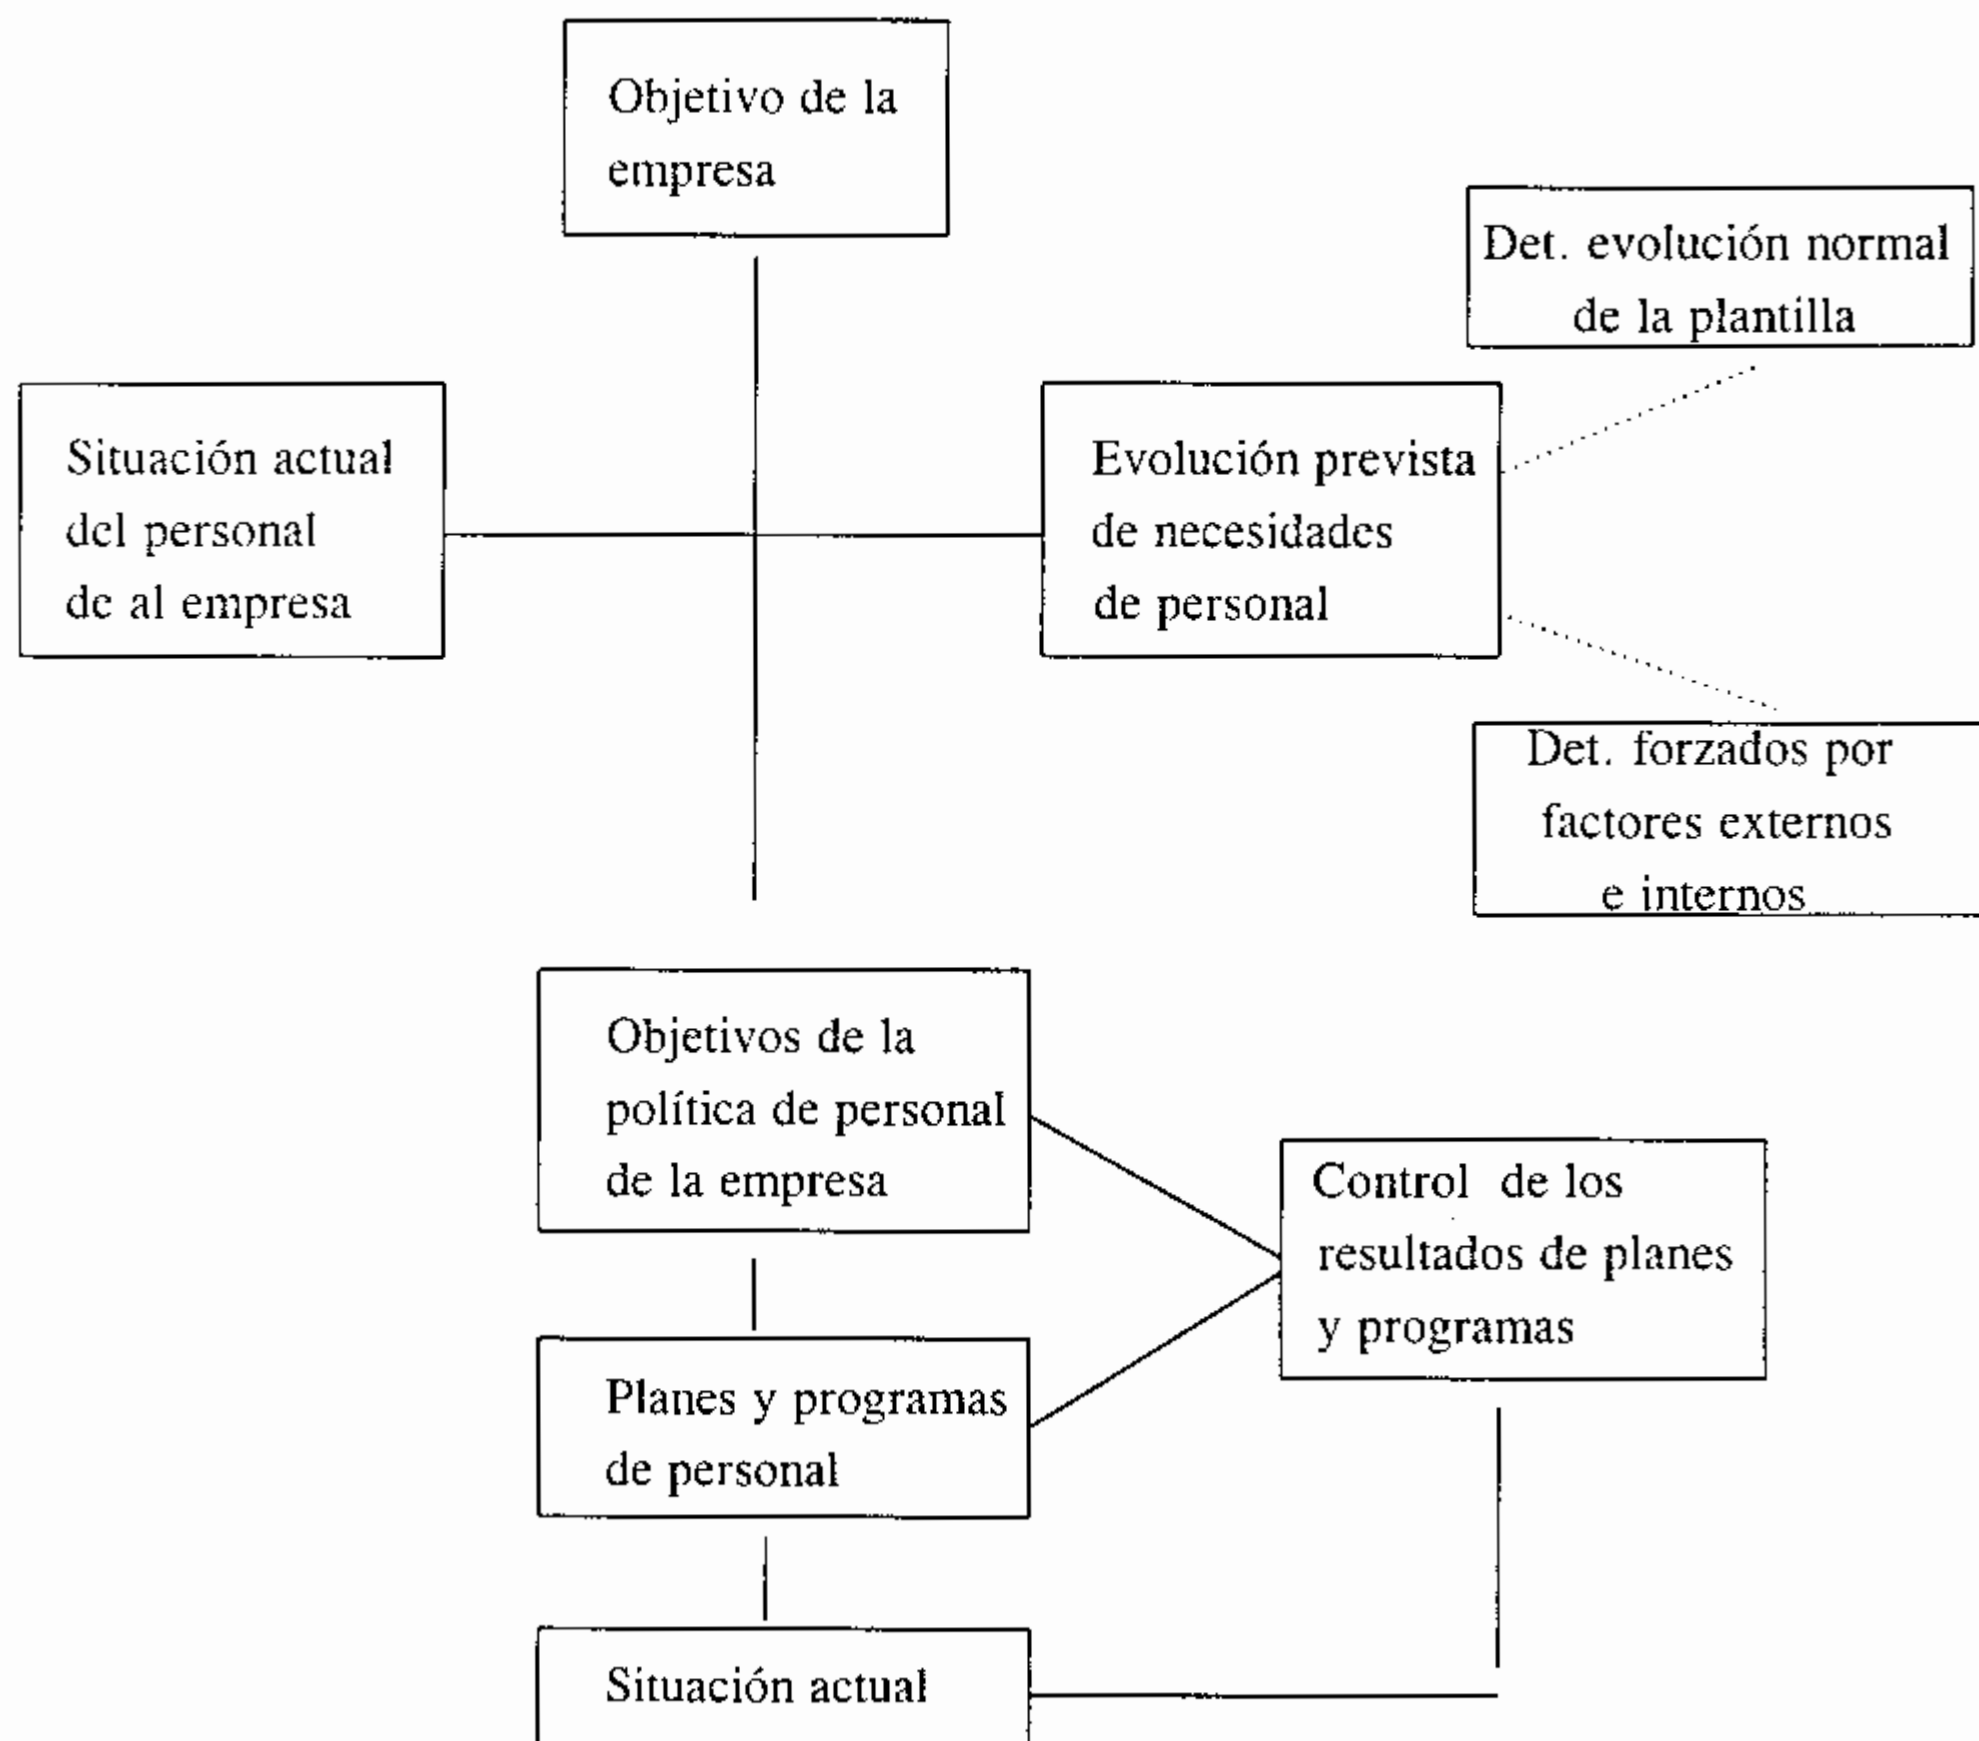 Objetivo de la
empresa
Det. evolución normal
de la plantilla
Situación actual
del personal
de al empresa
Evolución prevista
de necesidades
de personal
Det. forzados por
factores externos
e internos
Objetivos de la
política de personal
de la empresa
Control de los
resultados de planes
y programas
Planes y programas
de personal
Situación actual